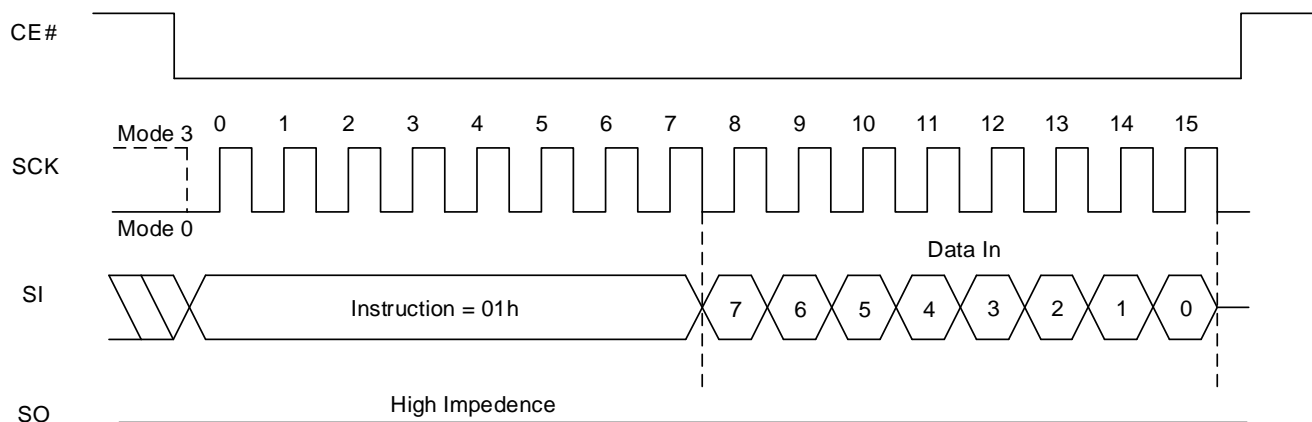 CE#
Mode 3
0 1 2 3 4 5 6 7 8 9 10 11 12 13 14 15
SCK
Mode 0
Data In
SI
Instruction = 01h
7 6 5 4 3 2 1 0
High Impedence
SO